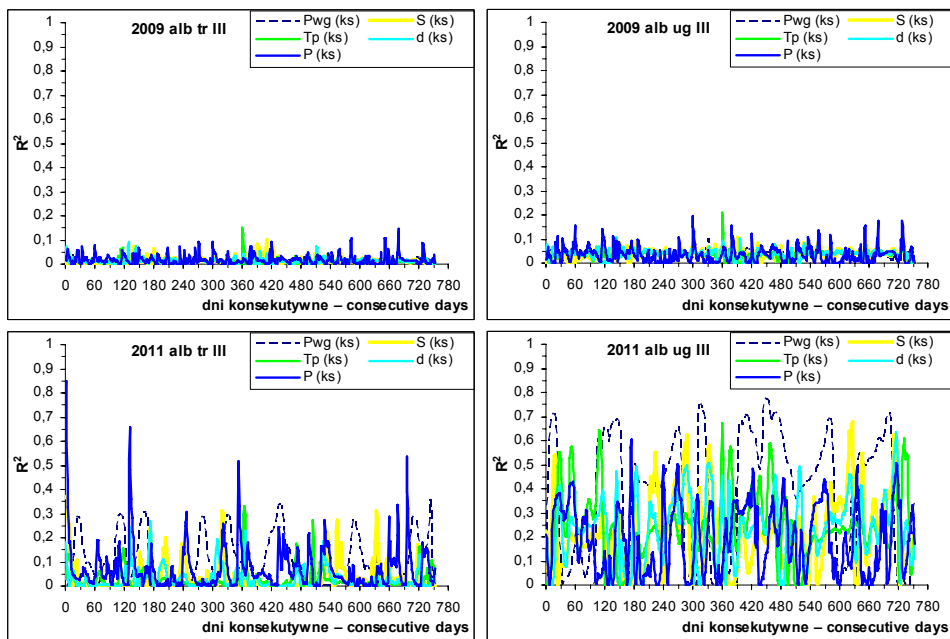 2009 alb tr III
Pwg (ks) S (ks)
Tp (ks) d (ks)
P (ks)
1
0,9
0,8
0,7
0,6
0,5
0,4
0,3
0,2
0,1
0
R²
0 60 120 180 240 300 360 420 480 540 600 660 720 780
dni konsekutywne – consecutive days
2009 alb ug III
Pwg (ks) S (ks)
Tp (ks) d (ks)
P (ks)
1
0,9
0,8
0,7
0,6
0,5
0,4
0,3
0,2
0,1
0
R²
0 60 120 180 240 300 360 420 480 540 600 660 720 780
dni konsekutywne – consecutive days
2011 alb tr III
Pwg (ks) S (ks)
Tp (ks) d (ks)
P (ks)
1
0,9
0,8
0,7
0,6
0,5
0,4
0,3
0,2
0,1
0
R²
0 60 120 180 240 300 360 420 480 540 600 660 720 780
dni konsekutywne – consecutive days
2011 alb ug III
Pwg (ks) S (ks)
Tp (ks) d (ks)
P (ks)
1
0,9
0,8
0,7
0,6
0,5
0,4
0,3
0,2
0,1
0
R²
0 60 120 180 240 300 360 420 480 540 600 660 720 780
dni konsekutywne – consecutive days